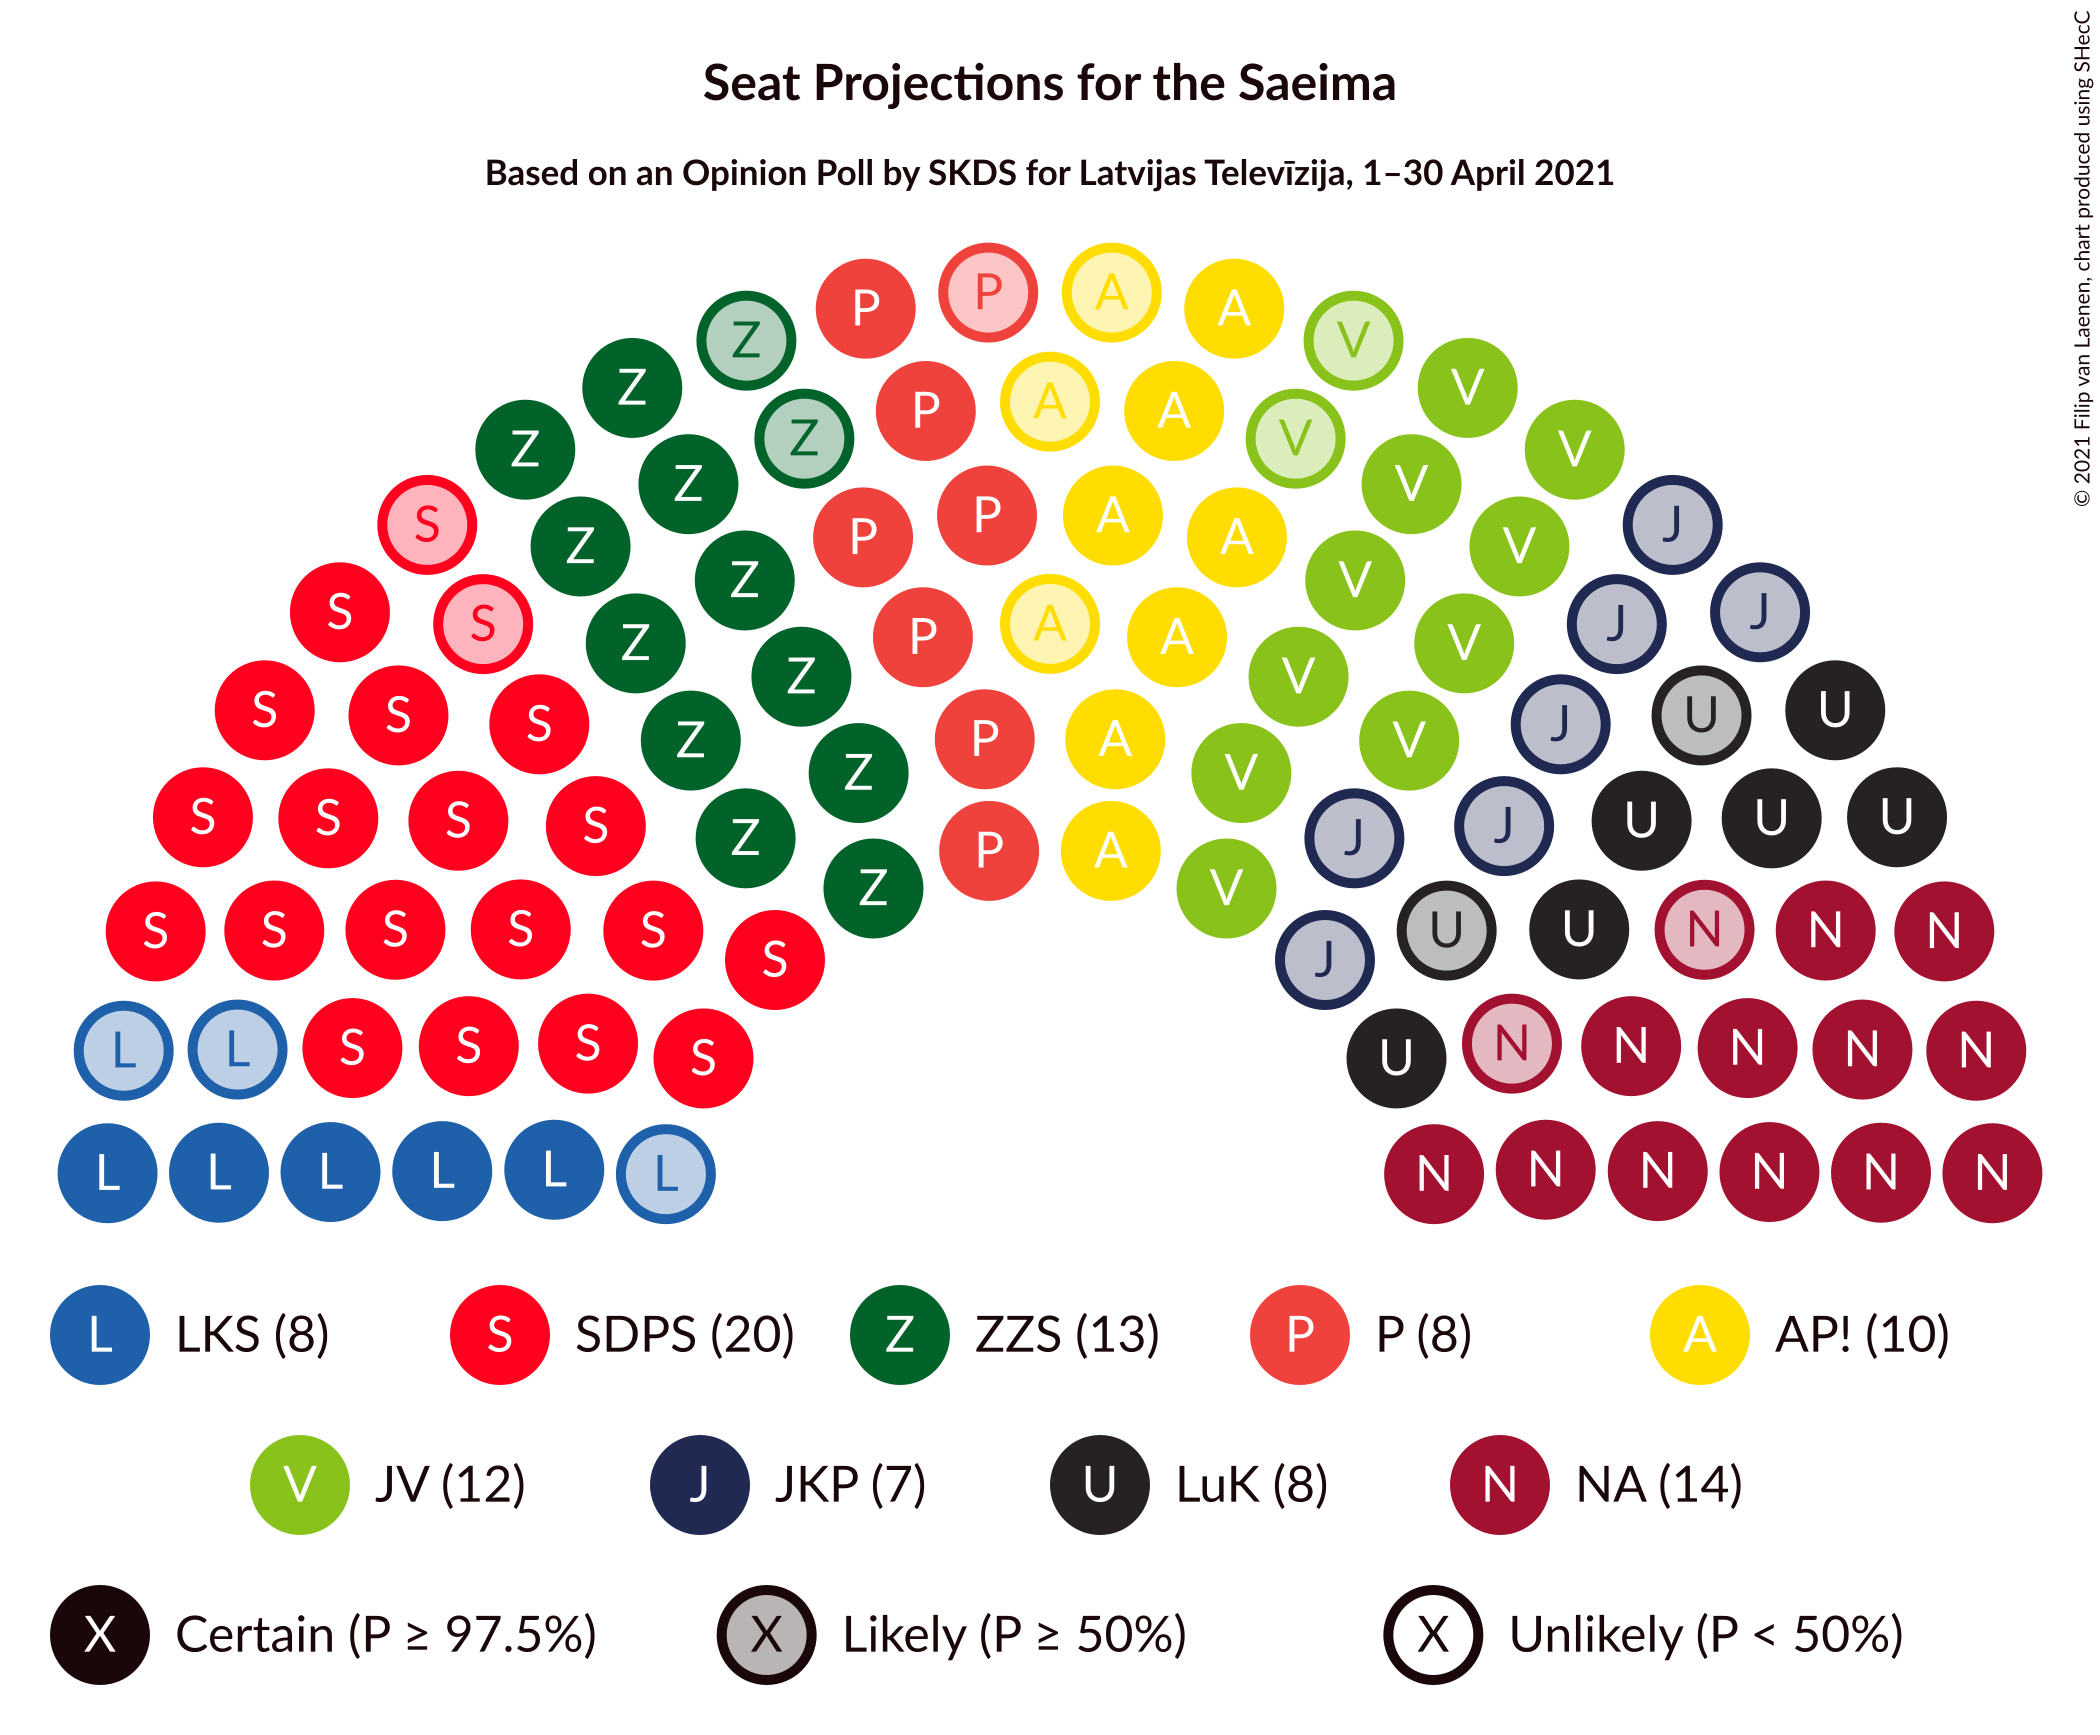 Seat Projections for the Saeima
Based on an Opinion Poll by SKDS for Latvijas Televīzija, 1–30 April 2021
© 2021 Filip van Laenen, chart produced using SHecC
P A
P A
Z V
Z V
P A A
Z Z P A V V
Z V
S P P A A J
Z V
Z V
S S P A P A J J
Z V
Z V
S S S Z Z P A V V J U U
S S S S Z Z V J J U U U
Z V
S S S S S S J U U N N N
L L S S S S U N N N N N
L L L L L L N N N N N N
L LKS (8) S SDPS (20) Z ZZS (13) P P (8) A AP! (10)
V JV (12) J JKP (7) U LuK (8) N NA (14)
X Certain (P ≥ 97.5%) X Likely (P ≥ 50%) X Unlikely (P < 50%)